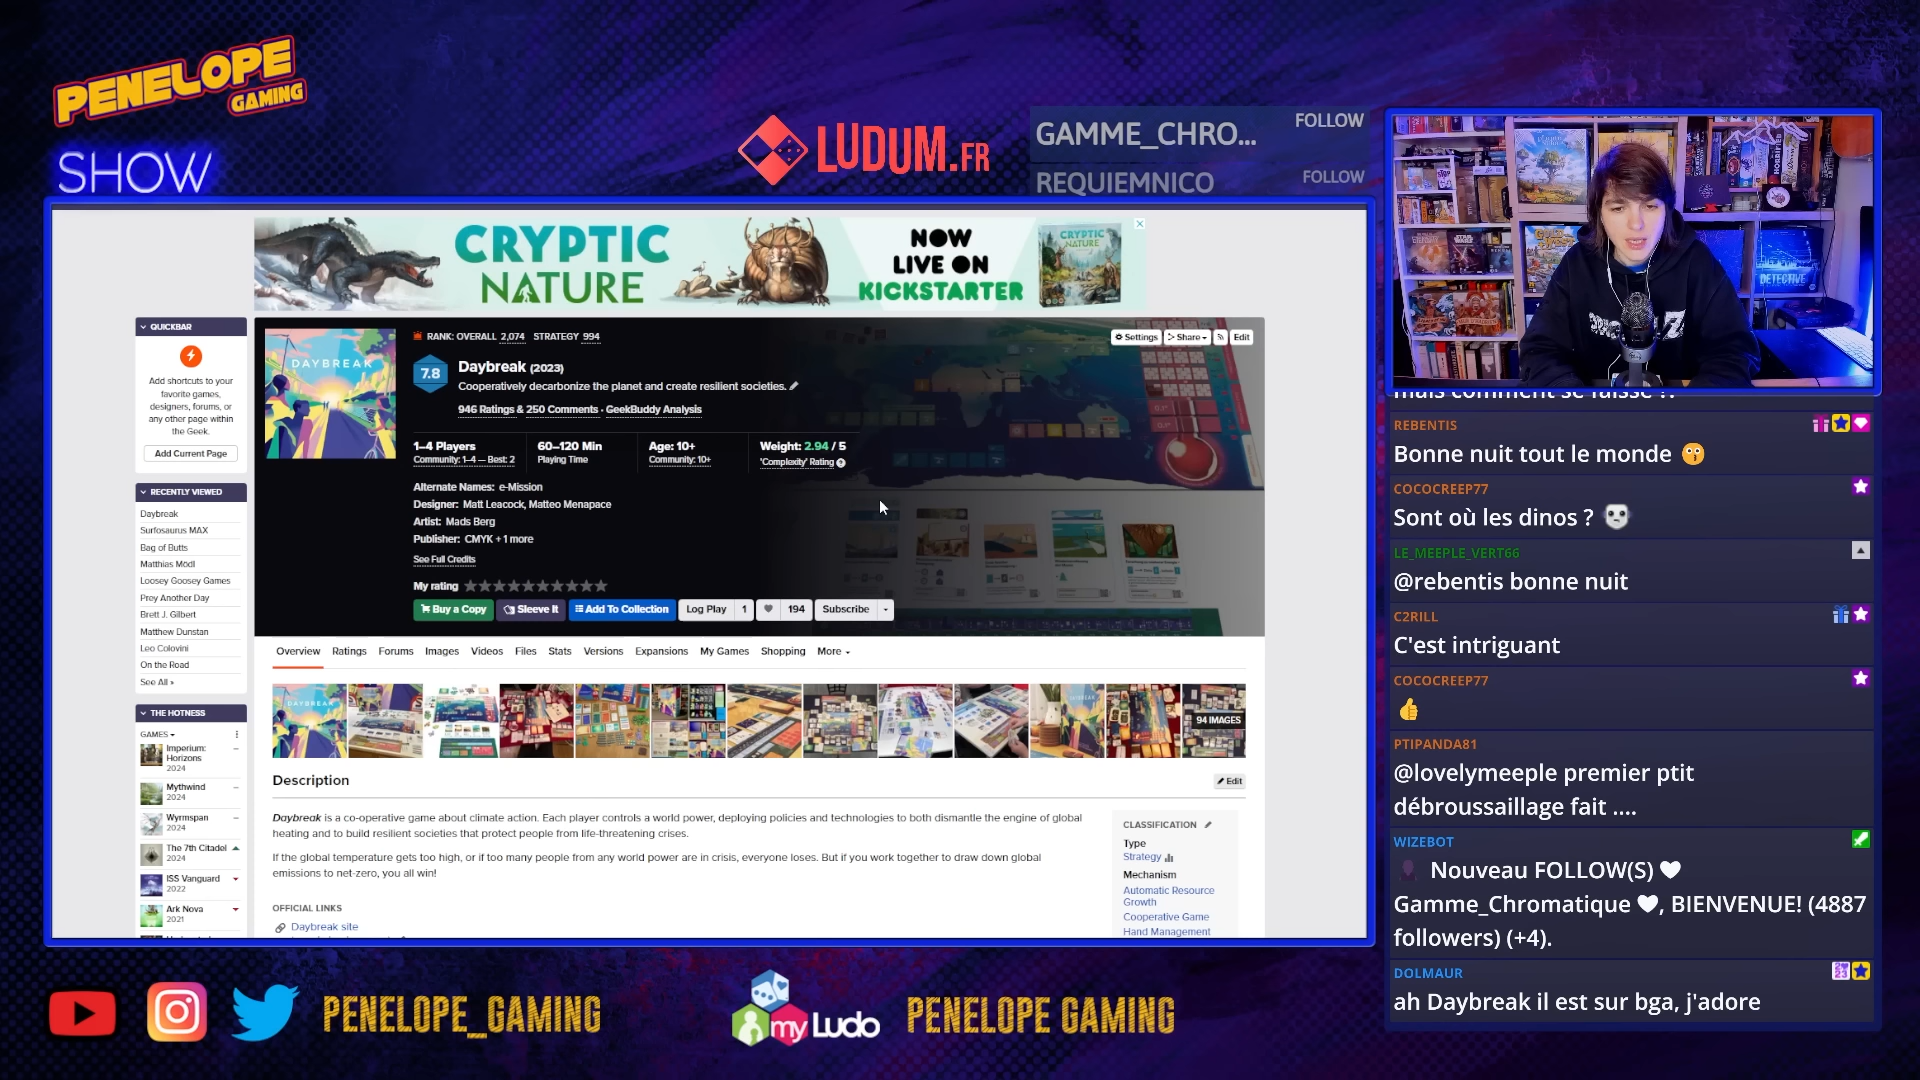 PENELOPE
GAMING
SHOW
LUDUM.FR
GAMME_CHRO...
FOLLOW
REQUIEMNICO
FOLLOW
CRYPTIC
NATURE
NOW
LIVE ON
KICKSTARTER
CRYPTIC
NATURE
QUICKBAR
Add shortcuts to your
favorite games,
designers, forums, or
any other page within
the Geek.
Add Current Page
RECENTLY VIEWED
Daybreak
Surfosaurus MAX
Bag of Butts
Matthias Mödl
Loosey Goosey Games
Prey Another Day
Brett J. Gilbert
Matthew Dunstan
Leo Colovini
On the Road
See All »
THE HOTNESS
GAMES
Imperium:
Horizons
2024
Mythwind
2024
Wyrmspan
2024
The 7th Citadel
2024
ISS Vanguard
2022
Ark Nova
2021
DAYBREAK
RANK: OVERALL 2,074 STRATEGY 994
Settings
Share
Edit
7.8
Daybreak (2023)
Cooperatively decarbonize the planet and create resilient societies.
946 Ratings & 250 Comments · GeekBuddy Analysis
1–4 Players
Community: 1–4 — Best: 2
60–120 Min
Playing Time
Age: 10+
Community: 10+
Weight: 2.94 / 5
'Complexity' Rating
Alternate Names: e-Mission
Designer: Matt Leacock, Matteo Menapace
Artist: Mads Berg
Publisher: CMYK + 1 more
See Full Credits
My rating
Buy a Copy
Sleeve It
Add To Collection
Log Play
1
194
Subscribe
Overview Ratings Forums Images Videos Files Stats Versions Expansions My Games Shopping More
DAYBREAK
94 IMAGES
Description
Edit
Daybreak is a co-operative game about climate action. Each player controls a world power, deploying policies and technologies to both dismantle the engine of global
heating and to build resilient societies that protect people from life-threatening crises.
If the global temperature gets too high, or if too many people from any world power are in crisis, everyone loses. But if you work together to draw down global
emissions to net-zero, you all win!
OFFICIAL LINKS
Daybreak site
CLASSIFICATION
Type
Strategy
Mechanism
Automatic Resource
Growth
Cooperative Game
Hand Management
STAR WARS
DETECTIVE
mais comment se faisse !!
REBENTIS
Bonne nuit tout le monde
COCOCREEP77
Sont où les dinos ?
LE_MEEPLE_VERT66
@rebentis bonne nuit
C2RILL
C'est intriguant
COCOCREEP77
PTIPANDA81
@lovelymeeple premier ptit
débroussaillage fait ....
WIZEBOT
Nouveau FOLLOW(S)
Gamme_Chromatique, BIENVENUE! (4887
followers) (+4).
DOLMAUR
ah Daybreak il est sur bga, j'adore
PENELOPE_GAMING
myLudo
PENELOPE GAMING